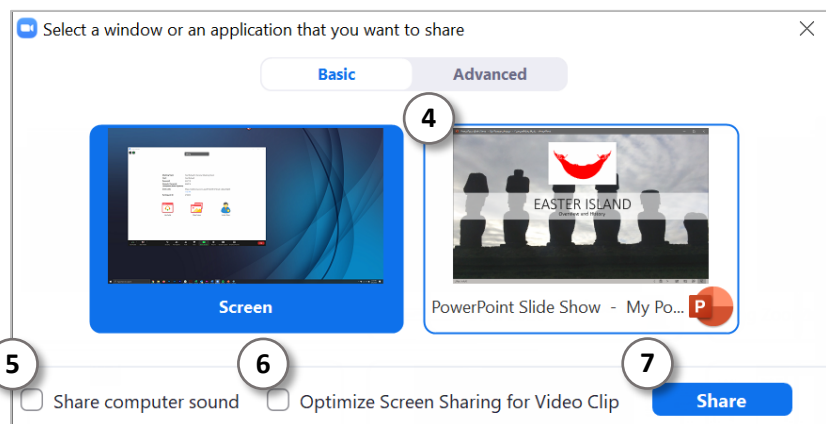 Select a window or an application that you want to share
Basic
Advanced
4
EASTER ISLAND
Overview and History
Screen
PowerPoint Slide Show - My Po...
P
5
6
7
Share computer sound
Optimize Screen Sharing for Video Clip
Share